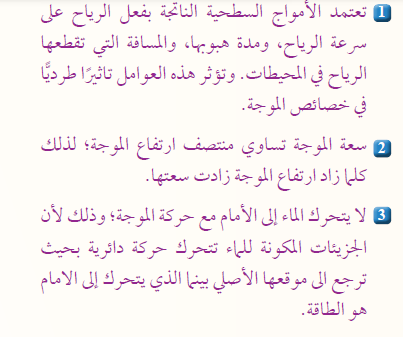 1 تعتمد الأمواج السطحية الناتجة بفعل الرياح على
سرعة الرياح، ومدة هبوبها، والمسافة التي تقطعها
الرياح في المحيطات. وتؤثر هذه العوامل تاثيرًا طرديًّا
في خصائص الموجة.
2 سعة الموجة تساوي منتصف ارتفاع الموجة؛ لذلك
كلما زاد ارتفاع الموجة زادت سعتها.
3 لا يتحرك الماء إلى الأمام مع حركة الموجة؛ وذلك لأن
الجزيئات المكونة للماء تتحرك حركة دائرية بحيث
ترجع الى موقعها الأصلي بينما الذي يتحرك إلى الامام
هو الطاقة.